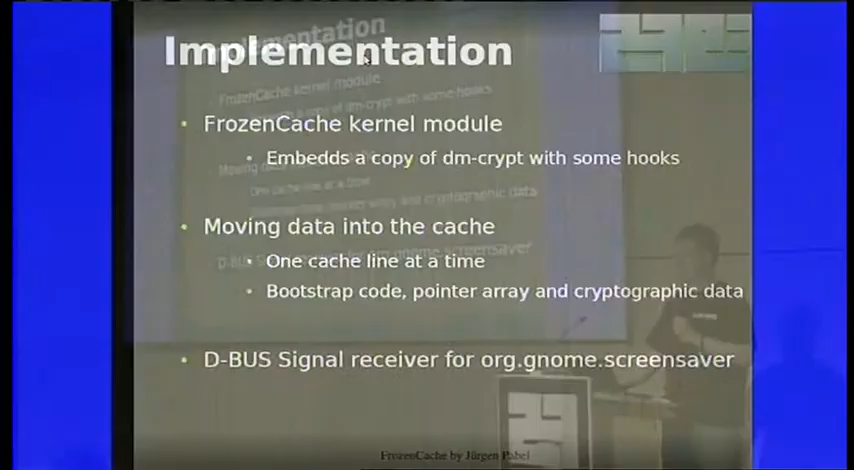 Implementation
FrozenCache kernel module
Embedds a copy of dm-crypt with some hooks
Moving data into the cache
One cache line at a time
Bootstrap code, pointer array and cryptographic data
D-BUS Signal receiver for org.gnome.screensaver
FrozenCache by Jürgen Pabel